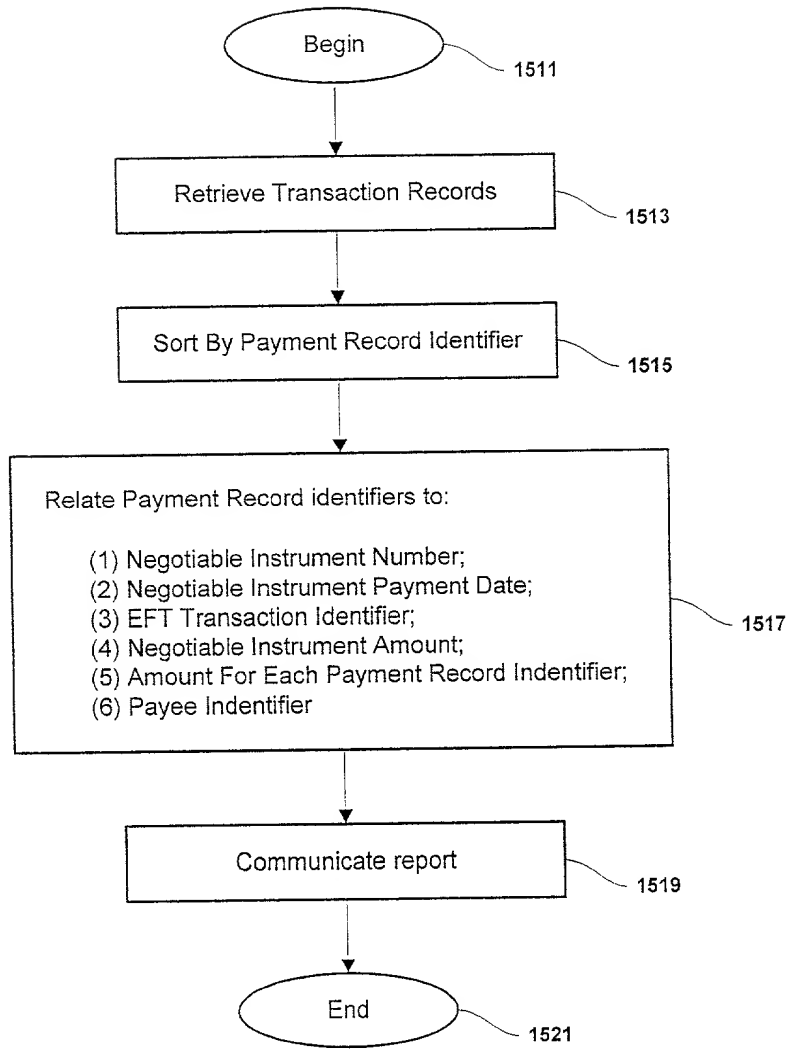 Begin
1511
Retrieve Transaction Records
1513
Sort By Payment Record Identifier
1515
Relate Payment Record identifiers to:
(1) Negotiable Instrument Number;
(2) Negotiable Instrument Payment Date;
(3) EFT Transaction Identifier;
(4) Negotiable Instrument Amount;
(5) Amount For Each Payment Record Indentifier;
(6) Payee Indentifier
1517
Communicate report
1519
End
1521